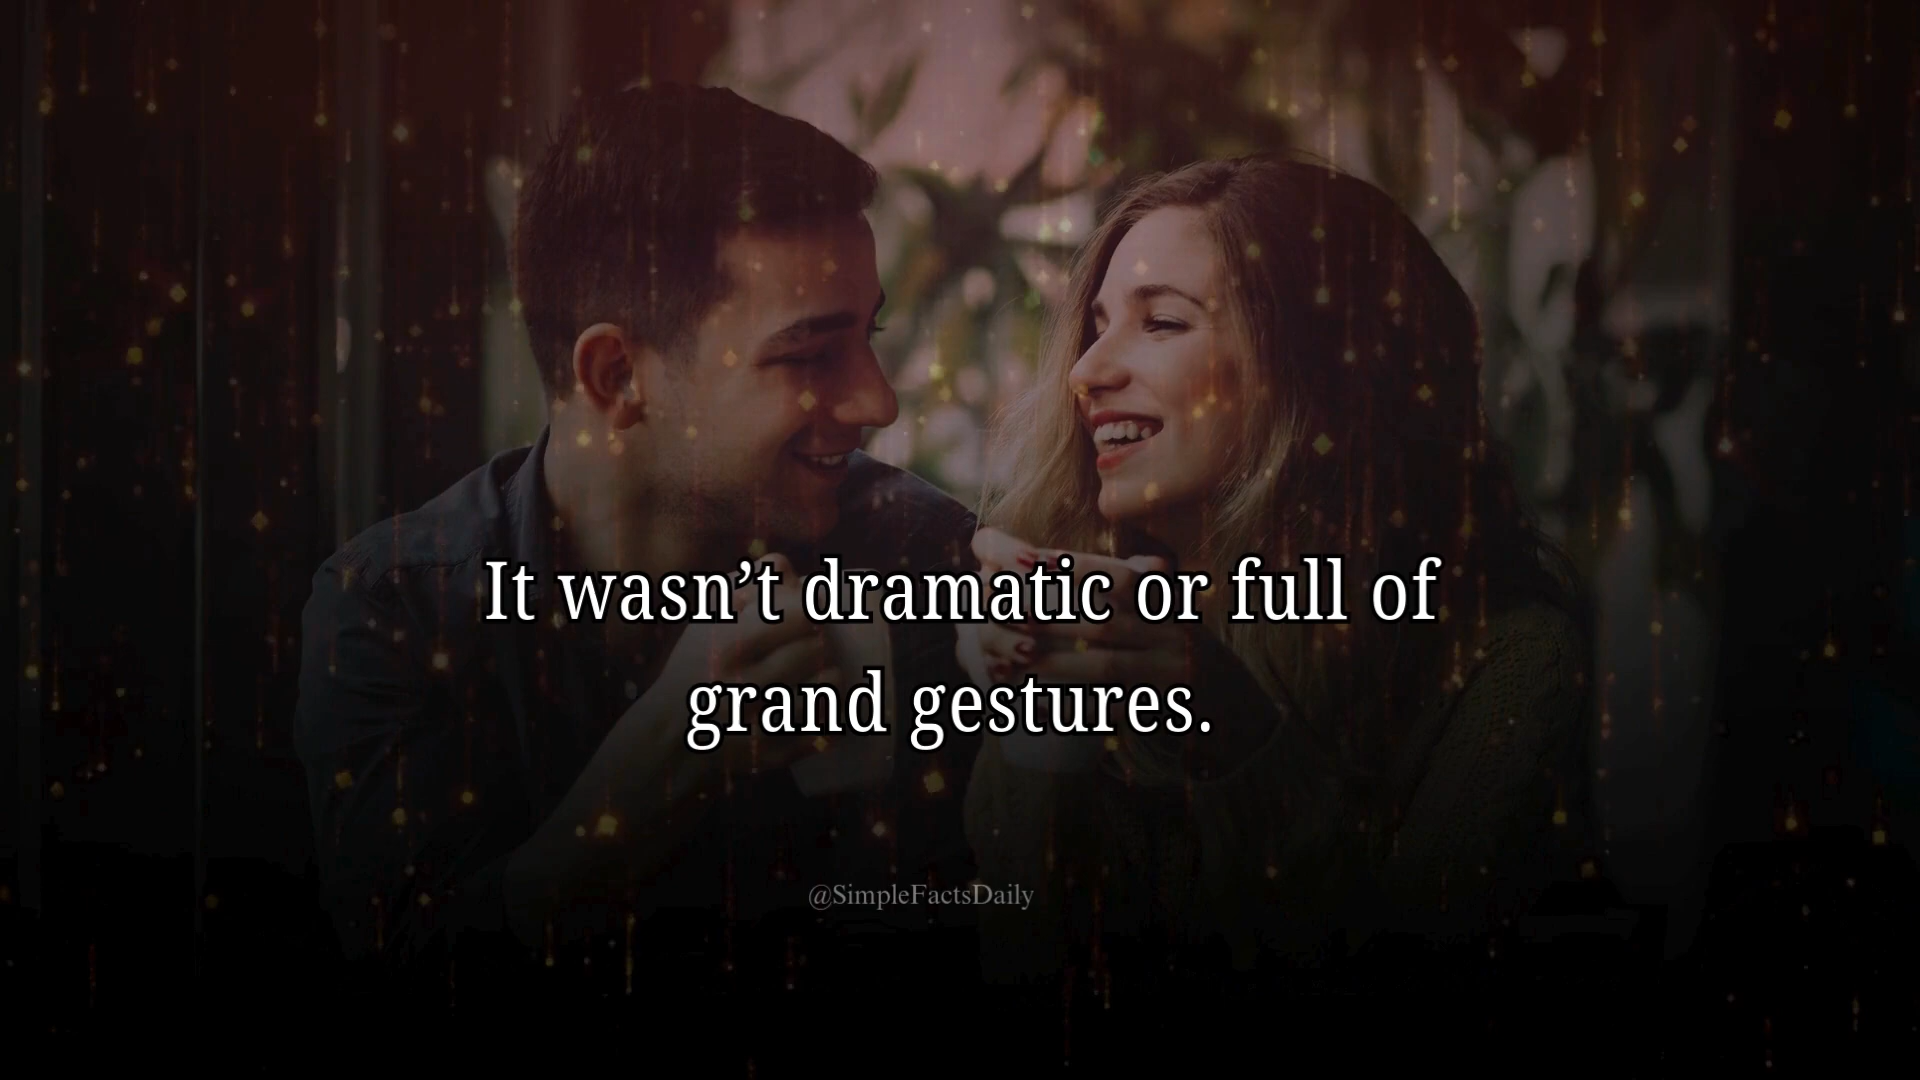 It wasn’t dramatic or full of
grand gestures.
@SimpleFactsDaily